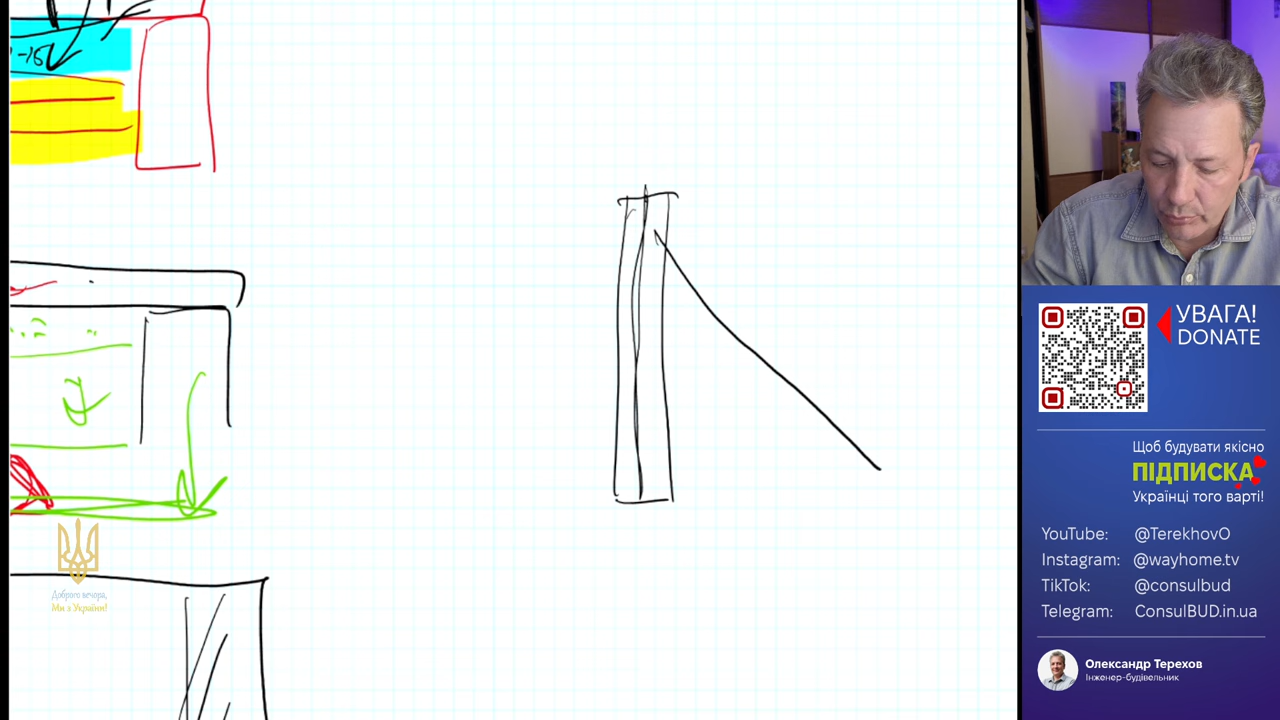 -15
УВАГА!
DONATE
Щоб будувати якісно
ПІДПИСКА
Українці того варті!
YouTube: @TerekhovO
Instagram: @wayhome.tv
TikTok: @consulbud
Telegram: ConsulBUD.in.ua
Олександр Терехов
Інженер-будівельник
Доброго вечора,
Ми з України!